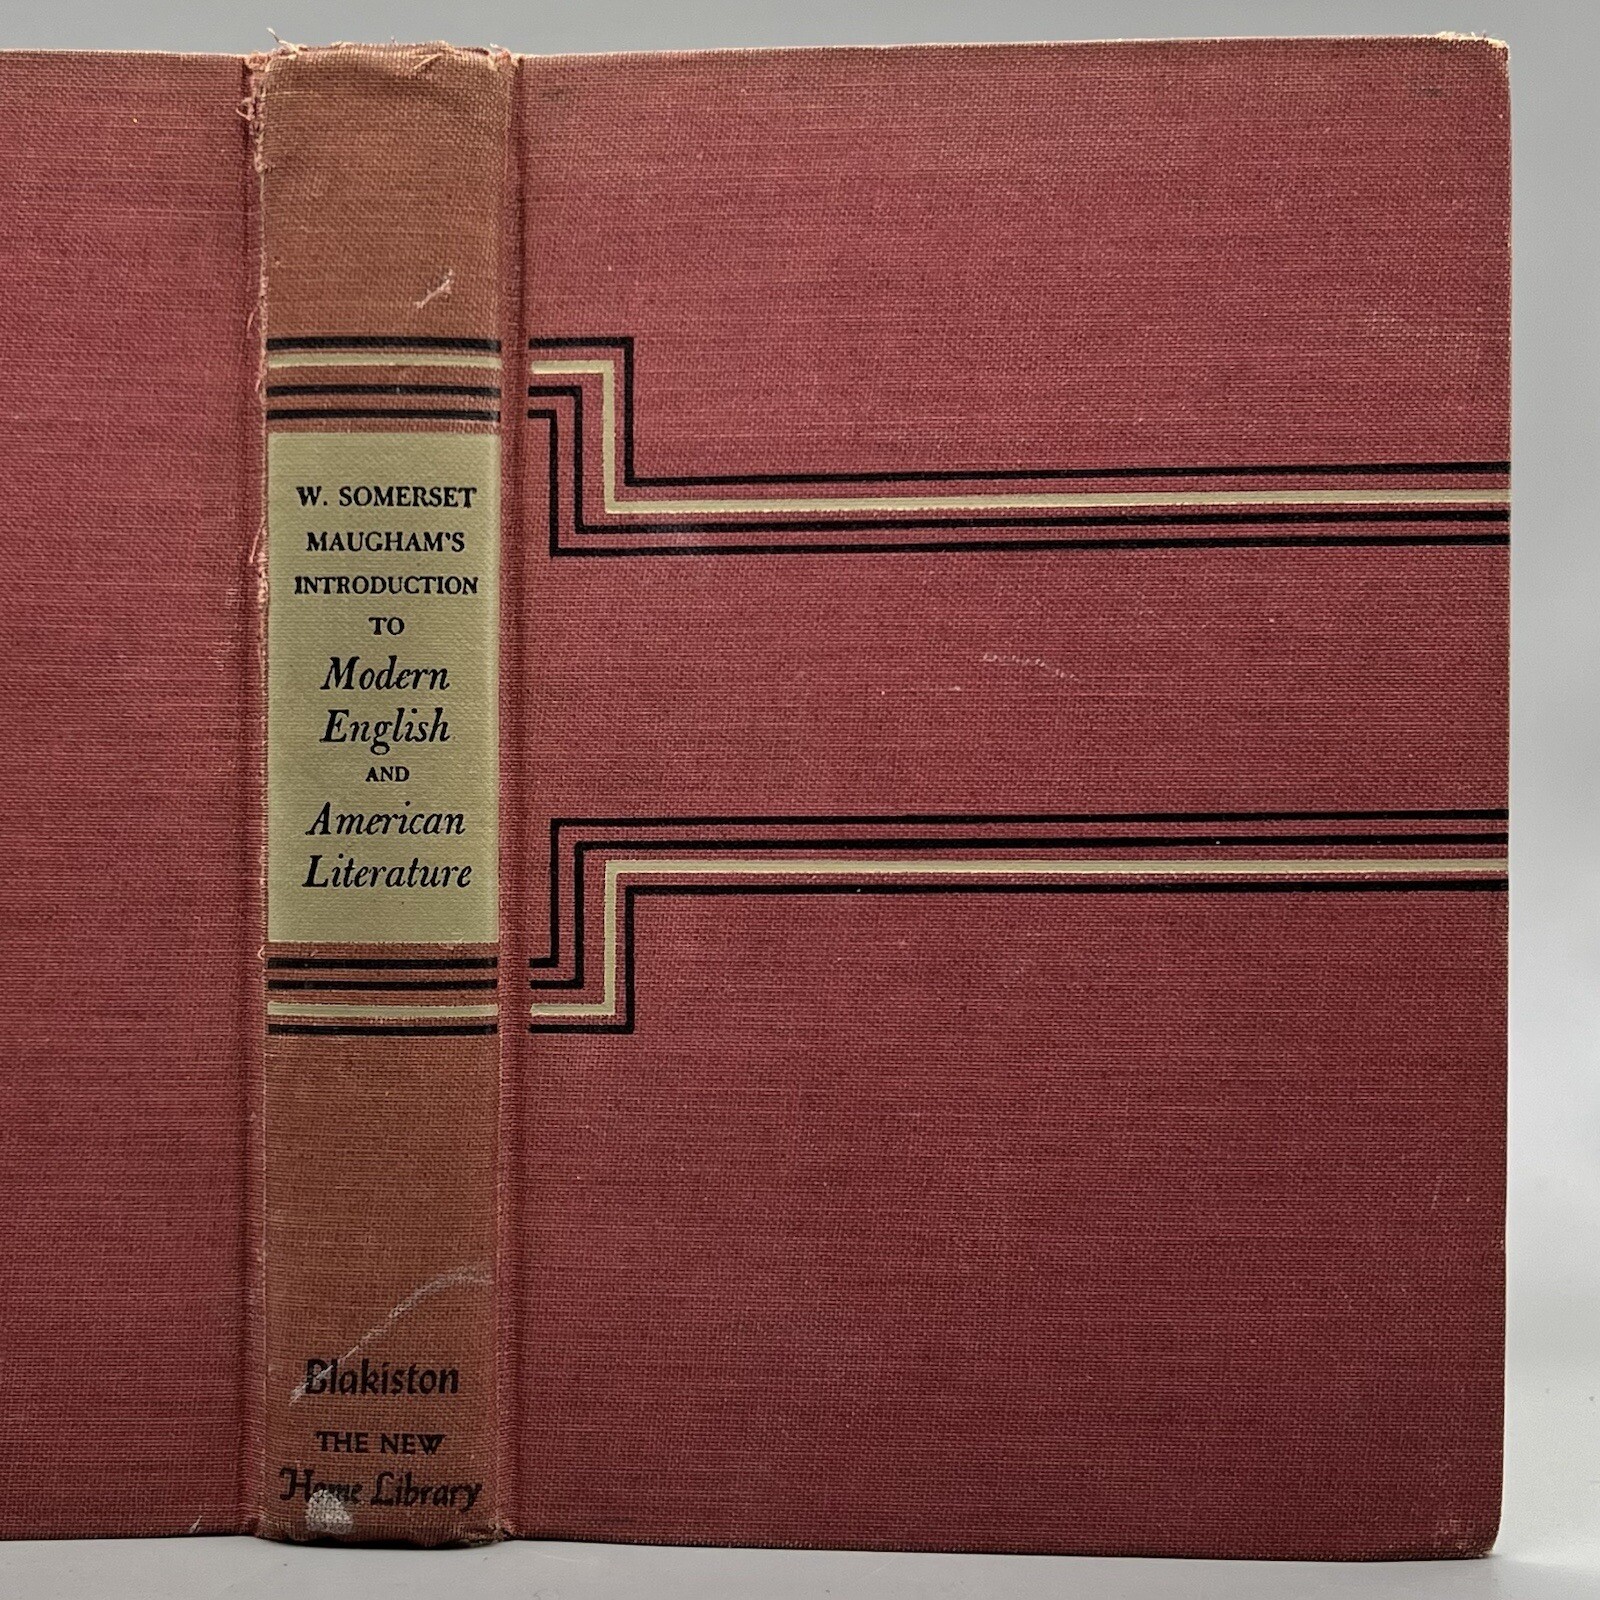 W. SOMERSET
MAUGHAM'S
INTRODUCTION
TO
Modern
English
AND
American
Literature
Blakiston
THE NEW
Home Library